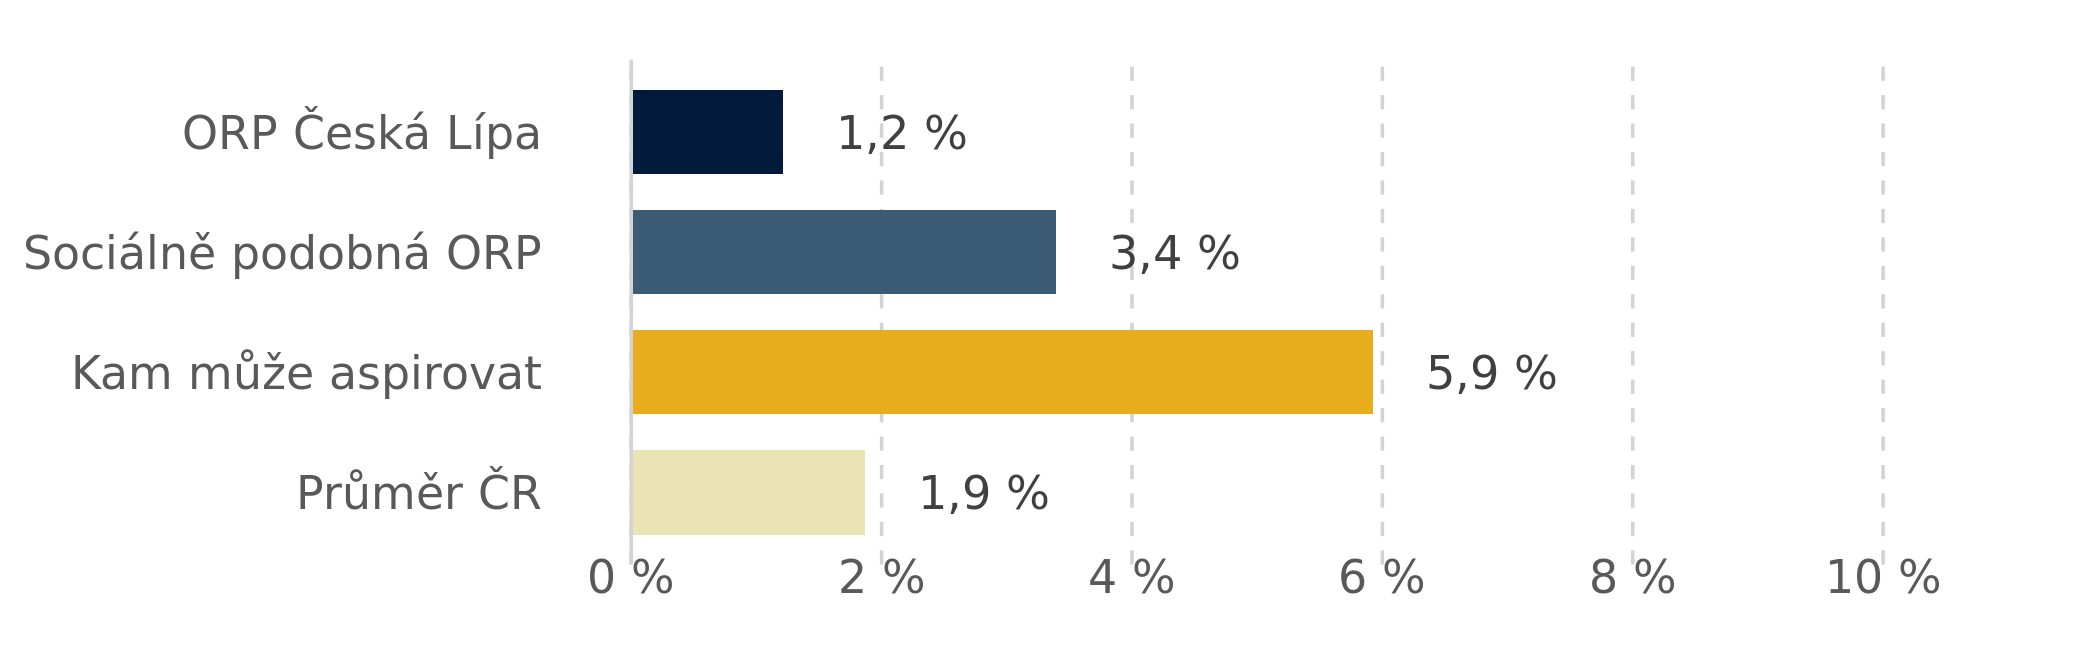 ORP Česká Lípa
1,2 %
Sociálně podobná ORP
3,4 %
Kam může aspirovat
5,9 %
Průměr ČR
1,9 %
0 % 2 % 4 % 6 % 8 % 10 %